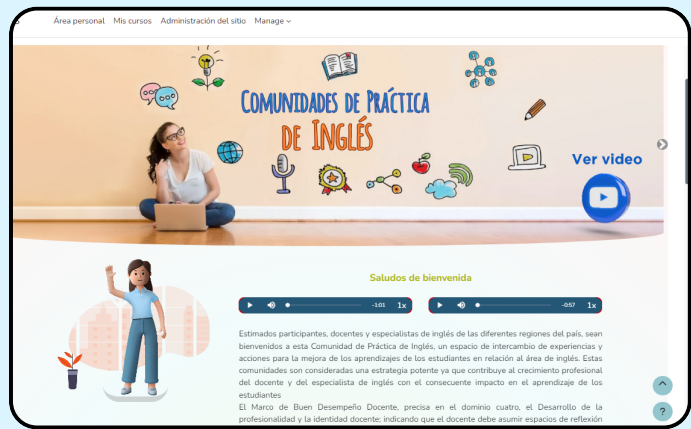 Área personal Mis cursos Administración del sitio Manage
COMUNIDADES DE PRÁCTICA
DE INGLÉS
Ver video
Saludos de bienvenida
-1:01 1x
-0:57 1x
Estimados participantes, docentes y especialistas de inglés de las diferentes regiones del país, sean
bienvenidos a esta Comunidad de Práctica de Inglés, un espacio de intercambio de experiencias y
acciones para la mejora de los aprendizajes de los estudiantes en relación al área de inglés. Estas
comunidades son consideradas una estrategia potente ya que contribuye al crecimiento profesional
del docente y del especialista de inglés con el consecuente impacto en el aprendizaje de los
estudiantes
El Marco de Buen Desempeño Docente, precisa en el dominio cuatro, el Desarrollo de la
profesionalidad y la identidad docente; indicando que el docente debe asumir espacios de reflexión
?